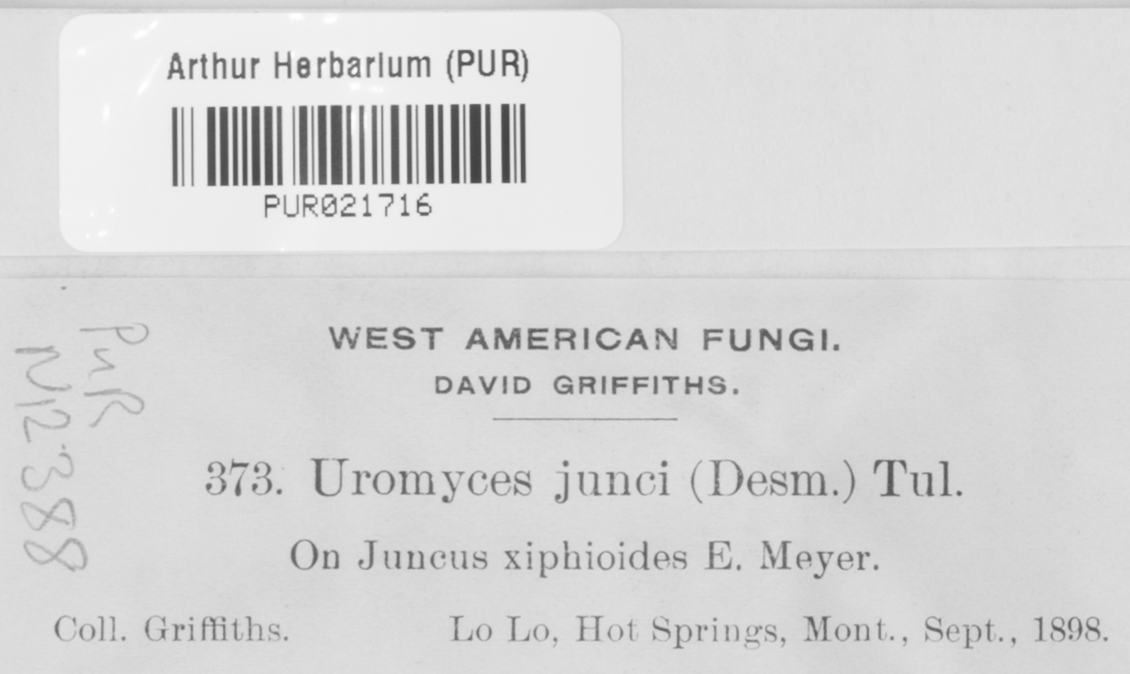 Arthur Herbarium (PUR)
PUR021716
PUR
N2388
WEST AMERICAN FUNGI.
DAVID GRIFFITHS.
373. Uromyces junci (Desm.) Tul.
On Juncus xiphioides E. Meyer.
Coll. Griffiths. Lo Lo, Hot Springs, Mont., Sept., 1898.